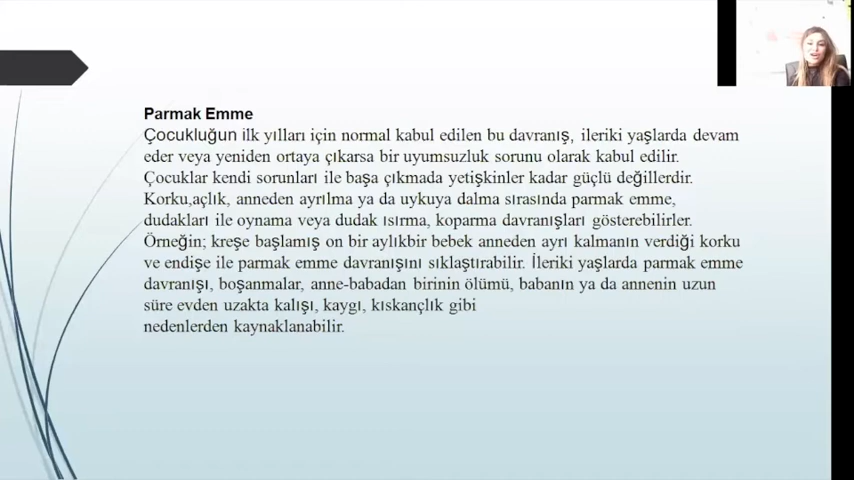 Parmak Emme
Çocukluğun ilk yılları için normal kabul edilen bu davranış, ileriki yaşlarda devam
eder veya yeniden ortaya çıkarsa bir uyumsuzluk sorunu olarak kabul edilir.
Çocuklar kendi sorunları ile başa çıkmada yetişkinler kadar güçlü değillerdir.
Korku,açlık, anneden ayrılma ya da uykuya dalma sırasında parmak emme,
dudakları ile oynama veya dudak ısırma, koparma davranışları gösterebilirler.
Örneğin; kreşe başlamış on bir aylıkbir bebek anneden ayrı kalmanın verdiği korku
ve endişe ile parmak emme davranışını sıklaştırabilir. İleriki yaşlarda parmak emme
davranışı, boşanmalar, anne-babadan birinin ölümü, babanın ya da annenin uzun
süre evden uzakta kalışı, kaygı, kıskançlık gibi
nedenlerden kaynaklanabilir.